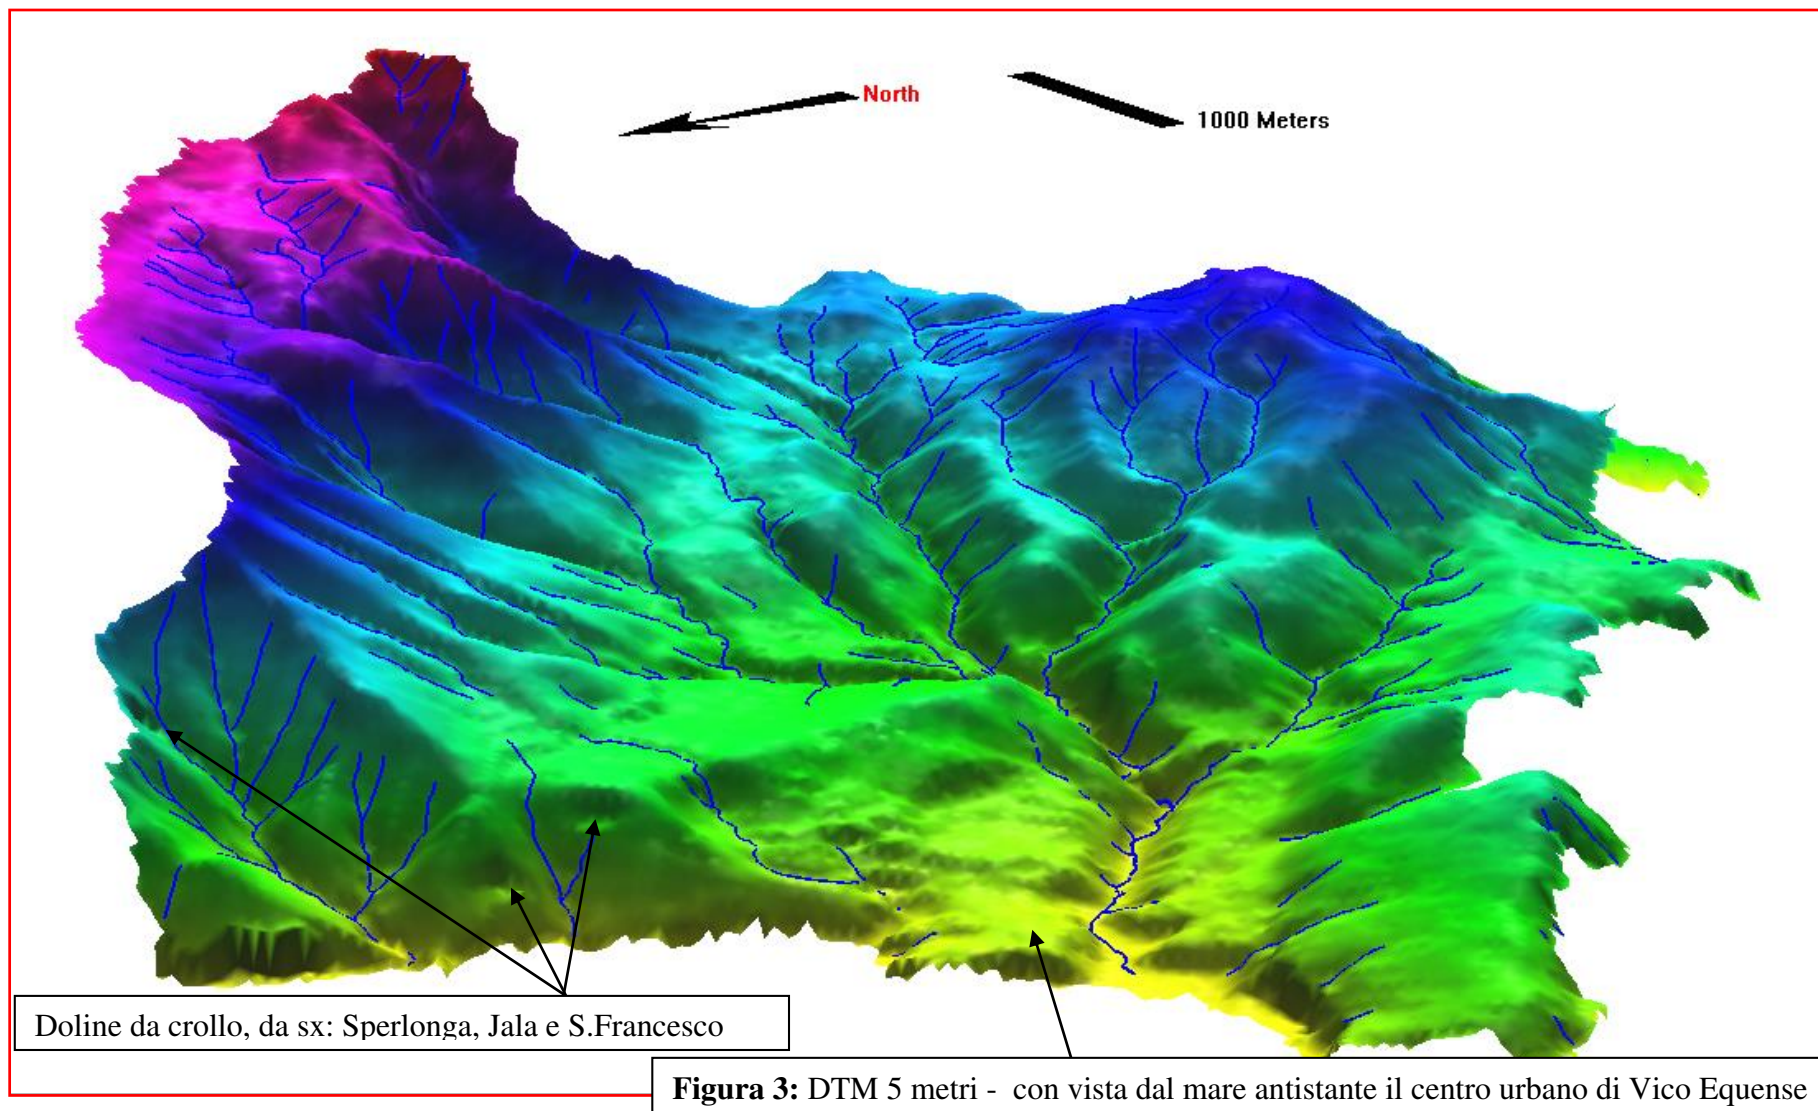 North
1000 Meters
Doline da crollo, da sx: Sperlonga, Jala e S.Francesco
Figura 3: DTM 5 metri - con vista dal mare antistante il centro urbano di Vico Equense